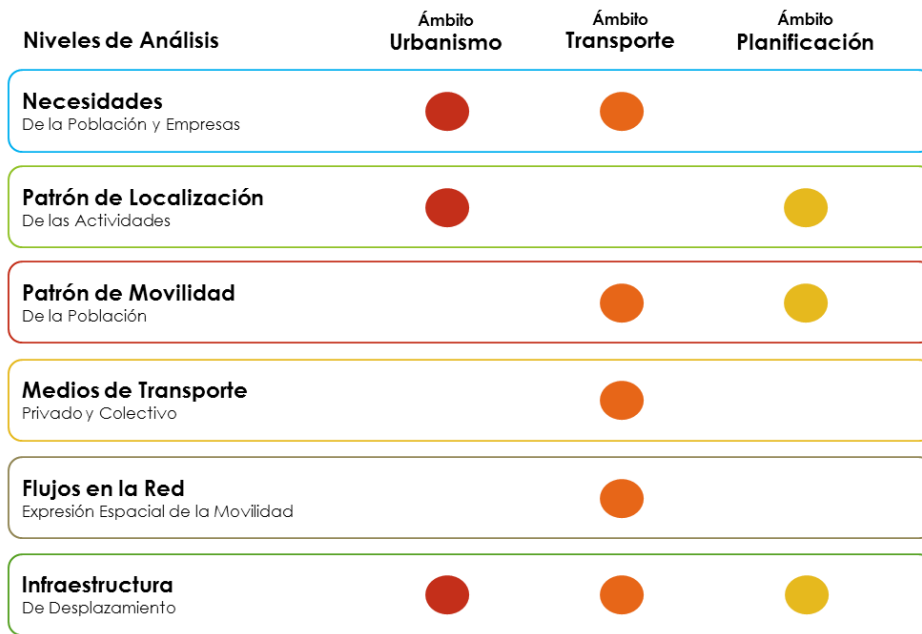 Niveles de Análisis
Ámbito
Urbanismo
Ámbito
Transporte
Ámbito
Planificación
Necesidades
De la Población y Empresas
Patrón de Localización
De las Actividades
Patrón de Movilidad
De la Población
Medios de Transporte
Privado y Colectivo
Flujos en la Red
Expresión Espacial de la Movilidad
Infraestructura
De Desplazamiento